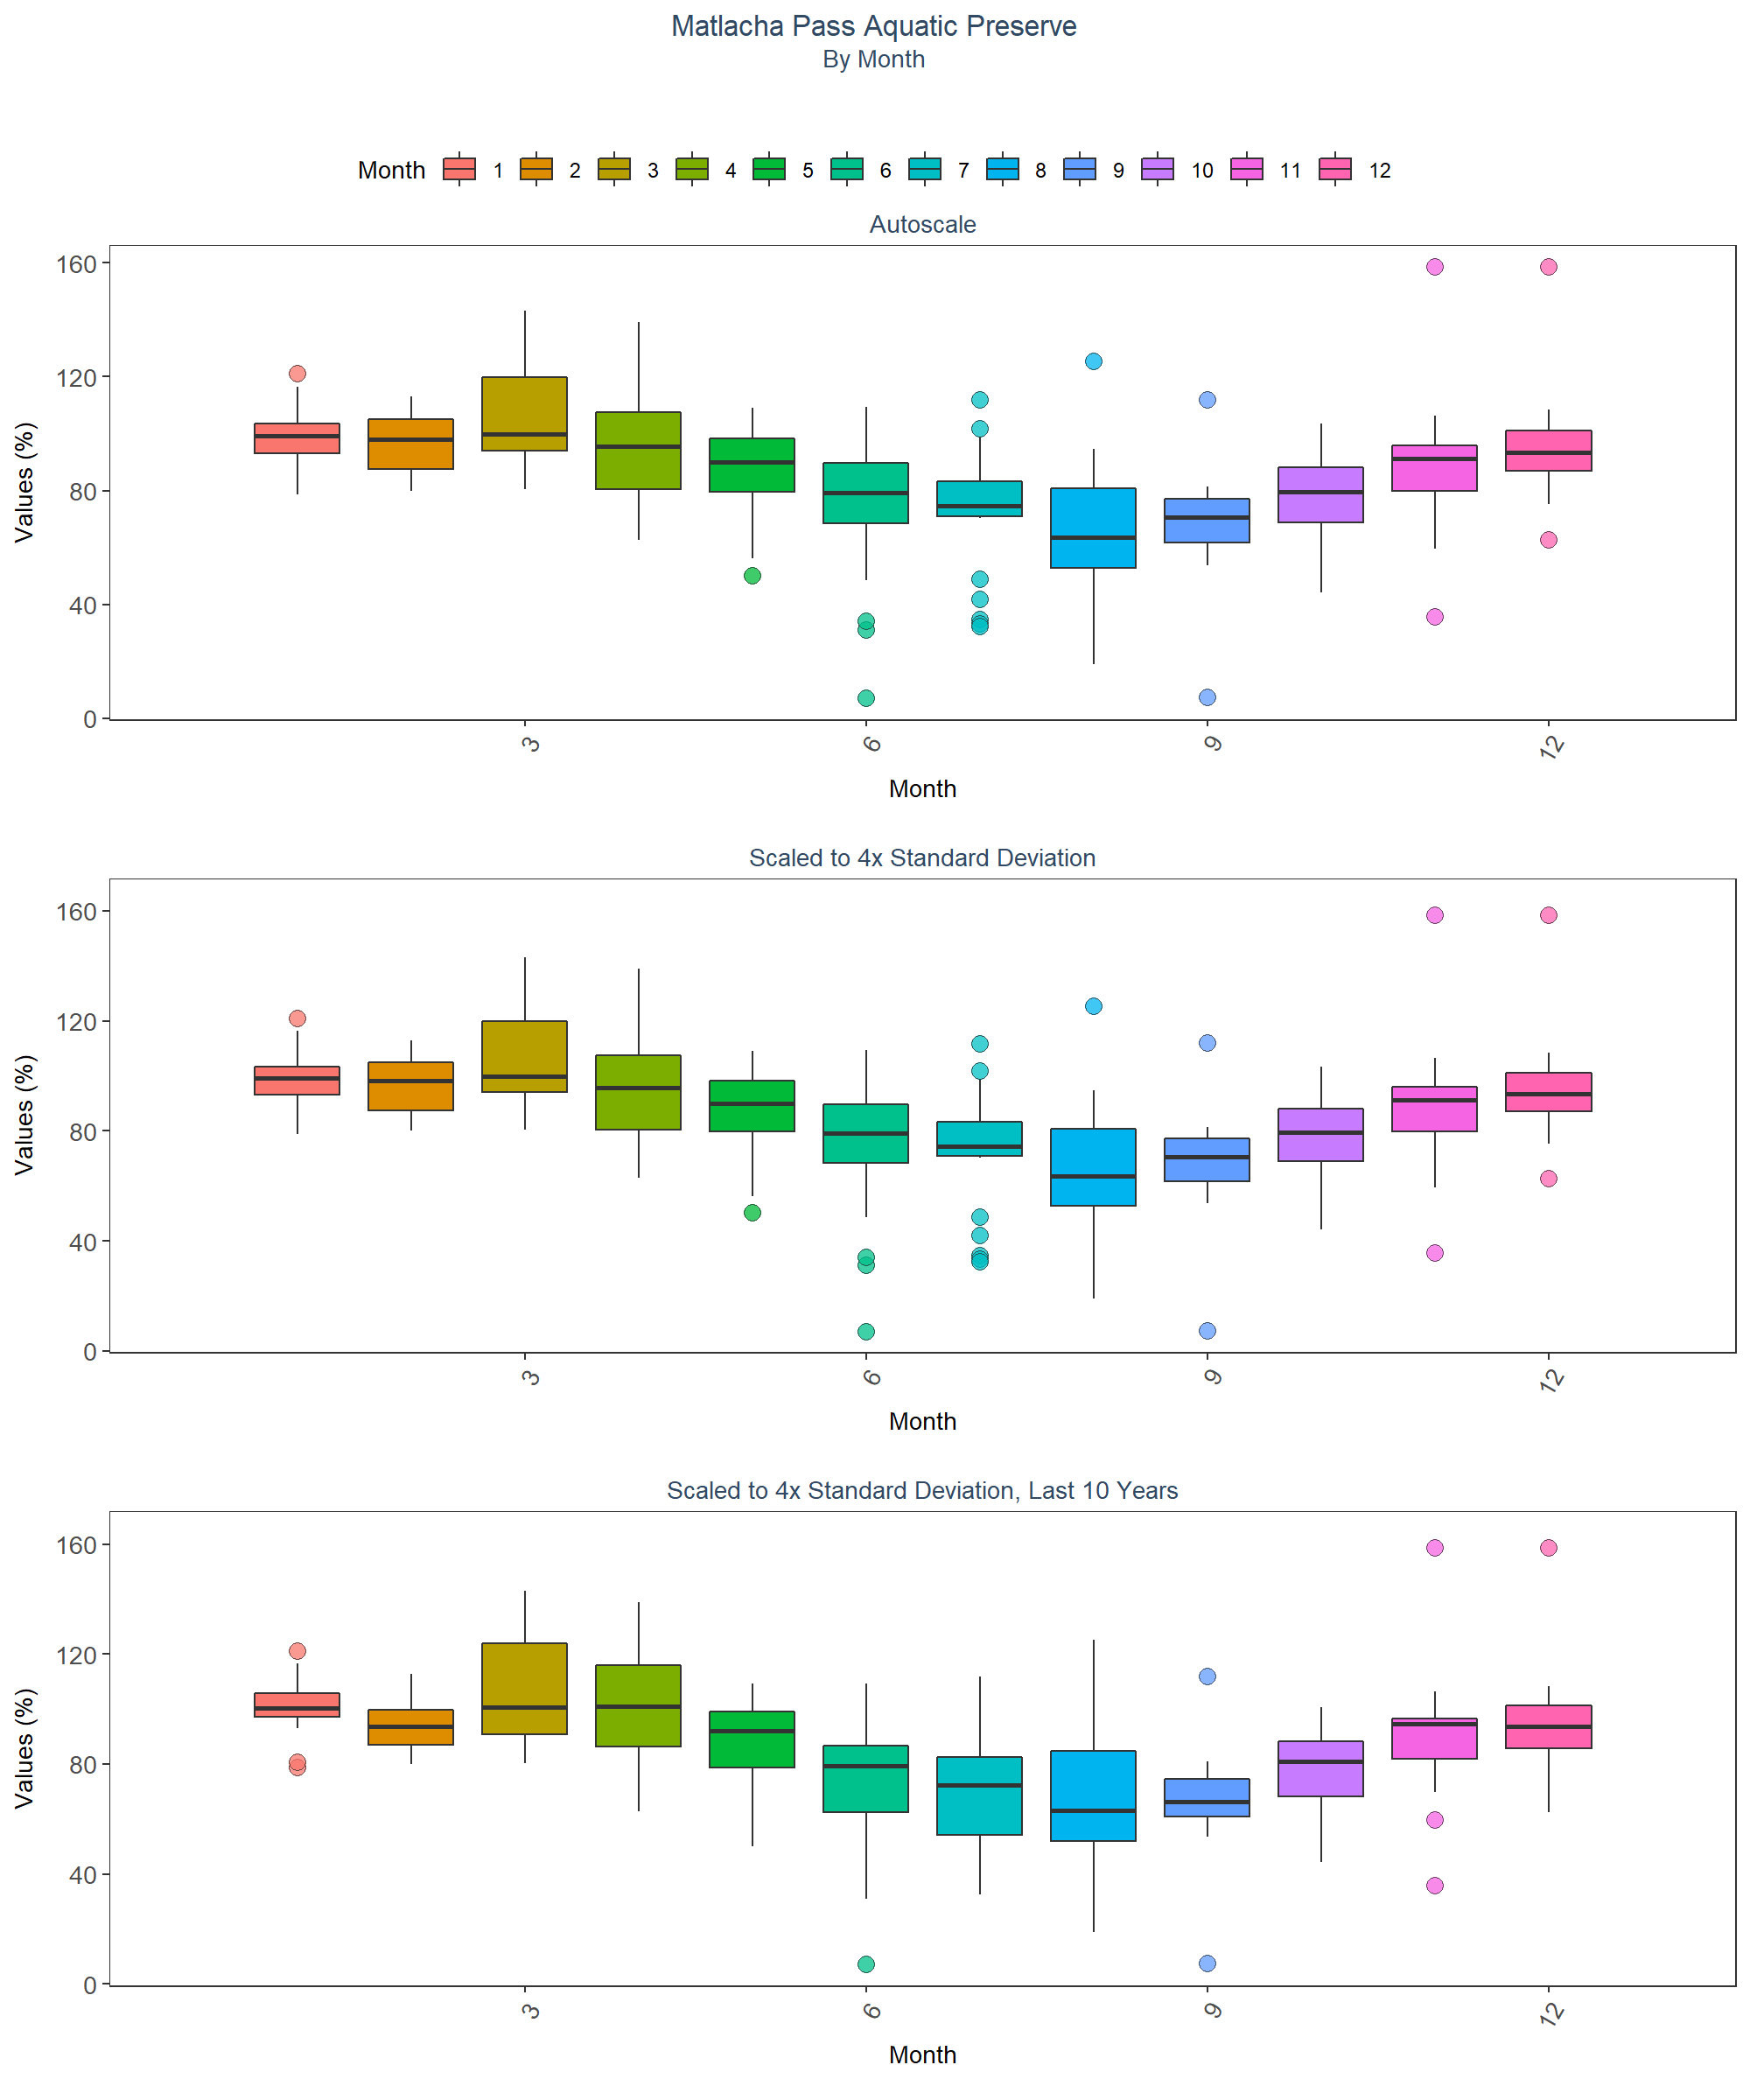 Matlacha Pass Aquatic Preserve
By Month
Month 1 2 3 4 5 6 7 8 9 10 11 12
Autoscale
Values (%)
160
120
80
40
0
3 6 9 12
Month
Scaled to 4x Standard Deviation
Values (%)
160
120
80
40
0
3 6 9 12
Month
Scaled to 4x Standard Deviation, Last 10 Years
Values (%)
160
120
80
40
0
3 6 9 12
Month